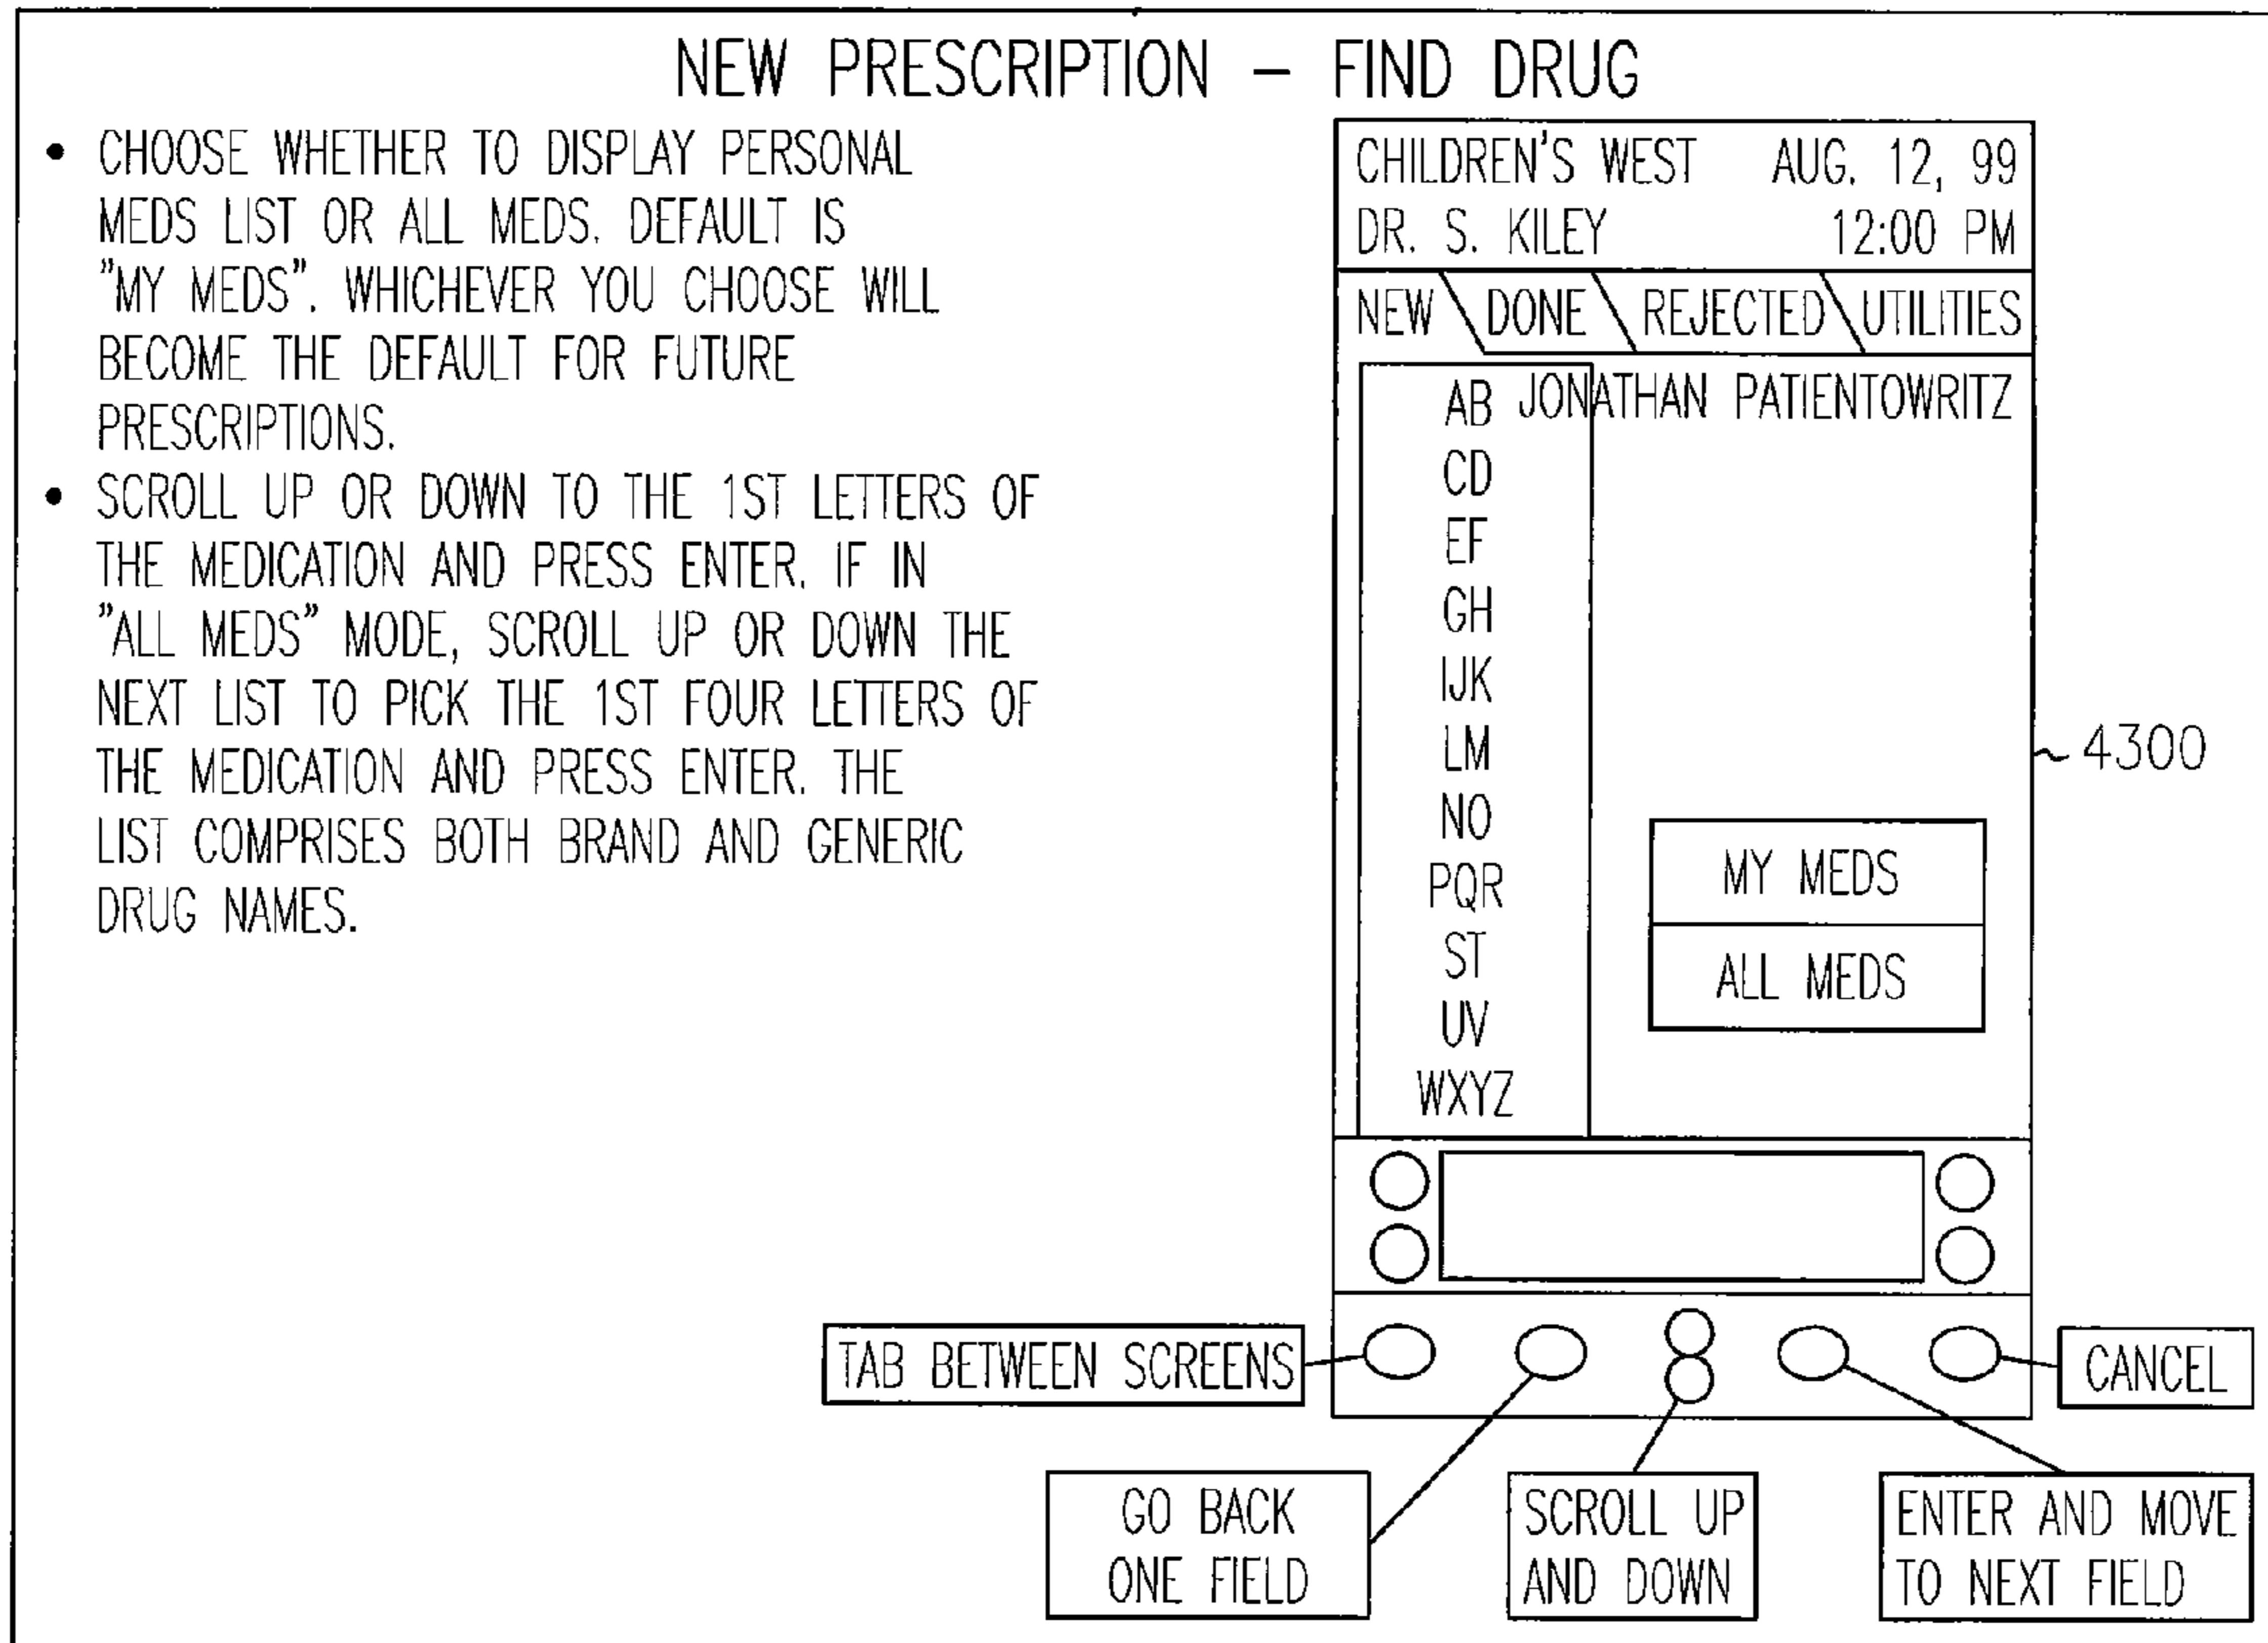 NEW PRESCRIPTION – FIND DRUG
• CHOOSE WHETHER TO DISPLAY PERSONAL
MEDS LIST OR ALL MEDS. DEFAULT IS
"MY MEDS". WHICHEVER YOU CHOOSE WILL
BECOME THE DEFAULT FOR FUTURE
PRESCRIPTIONS.
• SCROLL UP OR DOWN TO THE 1ST LETTERS OF
THE MEDICATION AND PRESS ENTER. IF IN
"ALL MEDS" MODE, SCROLL UP OR DOWN THE
NEXT LIST TO PICK THE 1ST FOUR LETTERS OF
THE MEDICATION AND PRESS ENTER. THE
LIST COMPRISES BOTH BRAND AND GENERIC
DRUG NAMES.
CHILDREN'S WEST AUG. 12, 99
DR. S. KILEY 12:00 PM
NEW DONE REJECTED UTILITIES
JONATHAN PATIENTOWRITZ
AB
CD
EF
GH
IJK
LM
NO
PQR
ST
UV
WXYZ
MY MEDS
ALL MEDS
4300
TAB BETWEEN SCREENS
CANCEL
GO BACK
ONE FIELD
SCROLL UP
AND DOWN
ENTER AND MOVE
TO NEXT FIELD